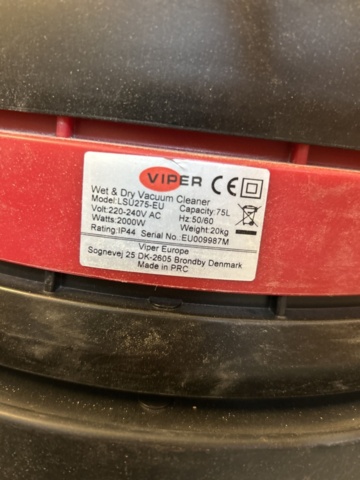 VIPER CE
Wet & Dry Vacuum Cleaner
Model:LSU275-EU Capacity:75L
Volt:220-240V AC Hz:50/60
Watts:2000W Weight:20kg
Rating:IP44 Serial No:EU009987M
Viper Europe
Sognevej 25 DK-2605 Brondby Denmark
Made in PRC